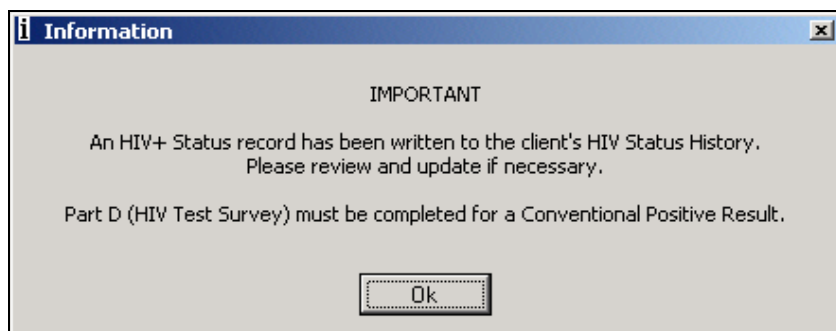 Information
IMPORTANT
An HIV+ Status record has been written to the client's HIV Status History.
Please review and update if necessary.
Part D (HIV Test Survey) must be completed for a Conventional Positive Result.
Ok